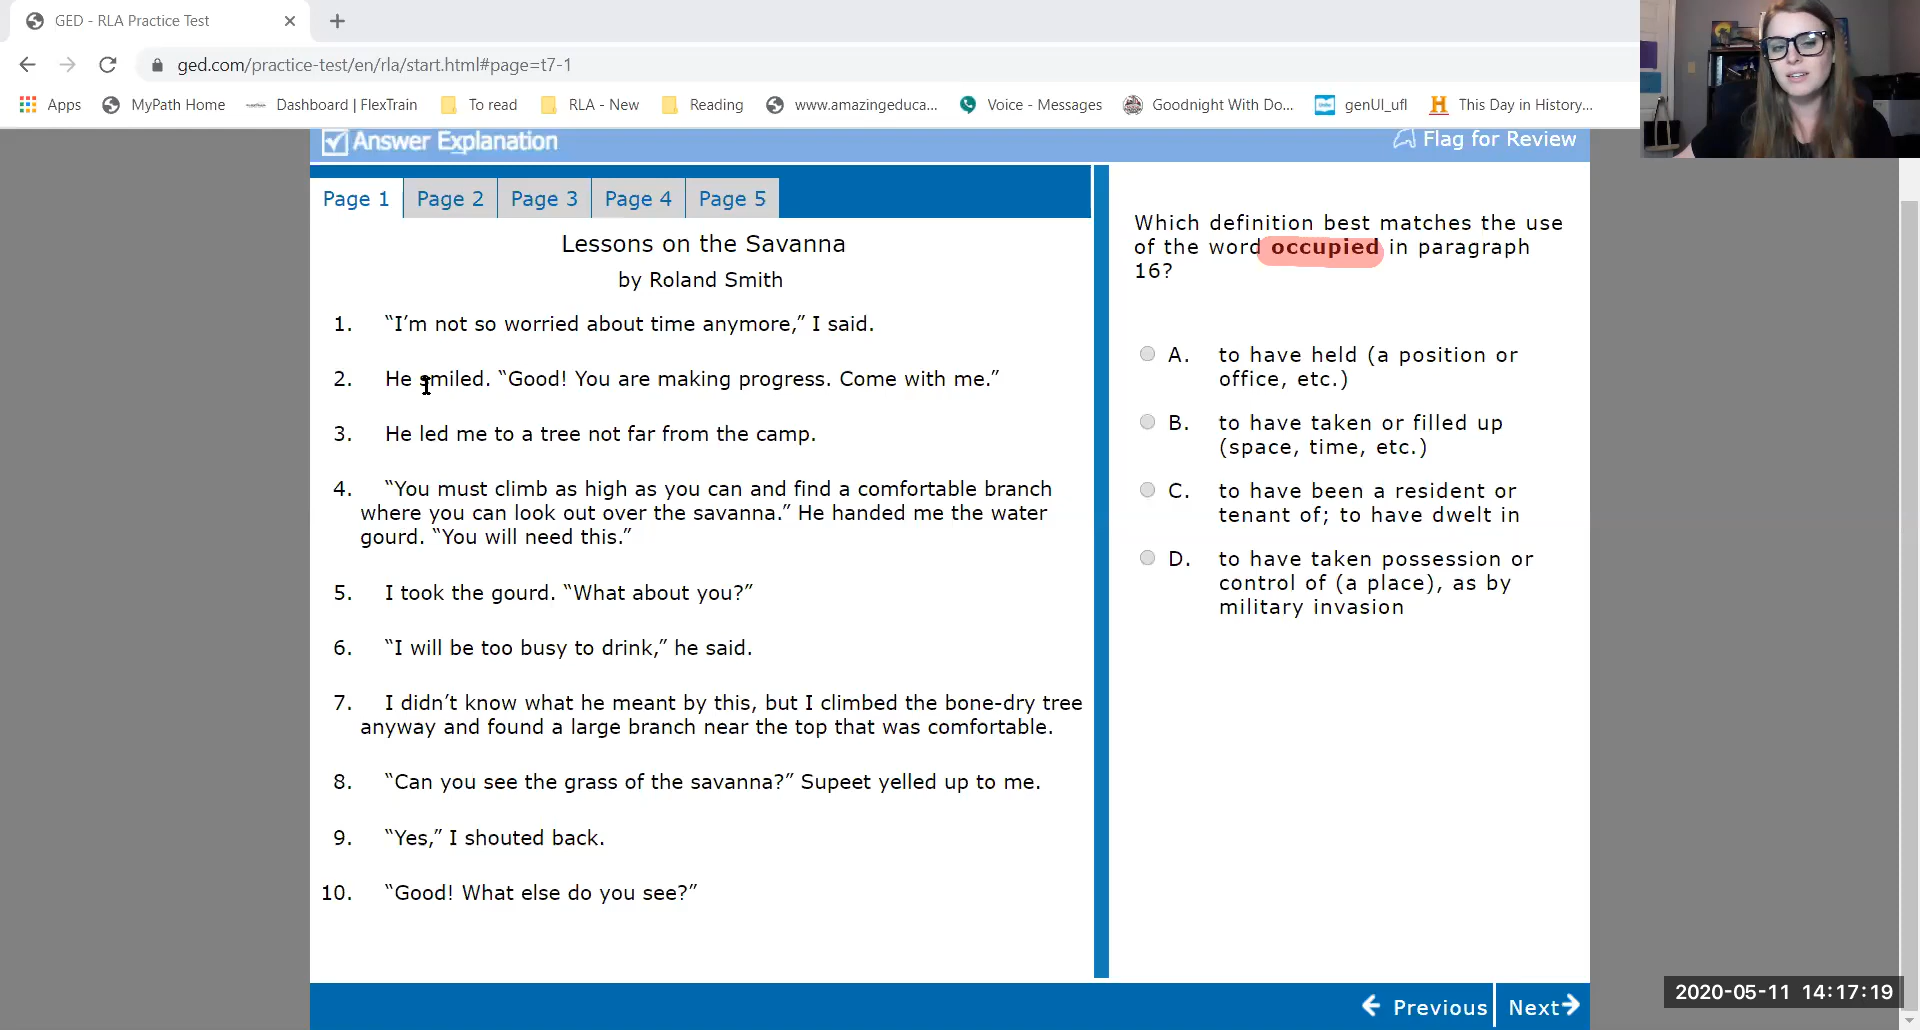 GED - RLA Practice Test
ged.com/practice-test/en/rla/start.html#page=t7-1
Apps MyPath Home Dashboard | FlexTrain To read RLA - New Reading www.amazingeduca... Voice - Messages Goodnight With Do... genUI_ufl This Day in History...
Answer Explanation
Flag for Review
Page 1 Page 2 Page 3 Page 4 Page 5
Lessons on the Savanna
by Roland Smith
1. “I’m not so worried about time anymore,” I said.
2. He smiled. “Good! You are making progress. Come with me.”
3. He led me to a tree not far from the camp.
4. “You must climb as high as you can and find a comfortable branch
where you can look out over the savanna.” He handed me the water
gourd. “You will need this.”
5. I took the gourd. “What about you?”
6. “I will be too busy to drink,” he said.
7. I didn’t know what he meant by this, but I climbed the bone-dry tree
anyway and found a large branch near the top that was comfortable.
8. “Can you see the grass of the savanna?” Supeet yelled up to me.
9. “Yes,” I shouted back.
10. “Good! What else do you see?”
Which definition best matches the use
of the word occupied in paragraph
16?
A. to have held (a position or
office, etc.)
B. to have taken or filled up
(space, time, etc.)
C. to have been a resident or
tenant of; to have dwelt in
D. to have taken possession or
control of (a place), as by
military invasion
Previous Next
2020-05-11 14:17:19